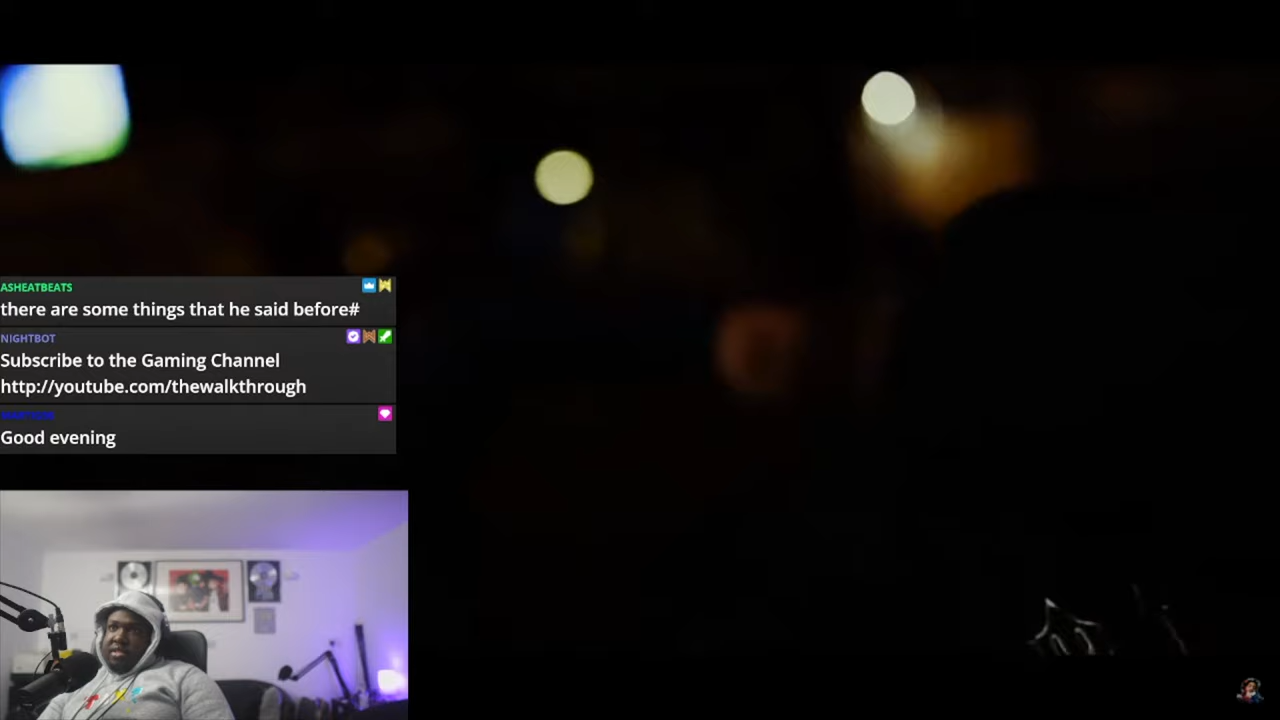 ASHEATBEATS
there are some things that he said before#
NIGHTBOT
Subscribe to the Gaming Channel
http://youtube.com/thewalkthrough
Good evening